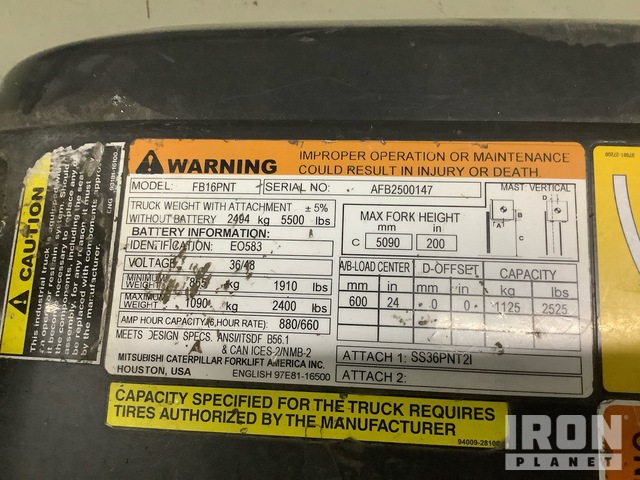 WARNING
IMPROPER OPERATION OR MAINTENANCE
COULD RESULT IN INJURY OR DEATH.
MODEL: FB16PNT
SERIAL NO: AFB2500147
TRUCK WEIGHT WITH ATTACHMENT ± 5%
WITHOUT BATTERY 2494 kg 5500 lbs
BATTERY INFORMATION:
IDENTIFICATION: EO583
VOLTAGE: 36/48
MINIMUM
WEIGHT kg 1910 lbs
MAXIMUM
WEIGHT 1090 kg 2400 lbs
AMP HOUR CAPACITY (6 HOUR RATE): 880/660
MEETS DESIGN SPECS. ANSI/ITSDF B56.1
& CAN ICES-2/NMB-2
MITSUBISHI CATERPILLAR FORKLIFT AMERICA INC.
HOUSTON, USA
ENGLISH 97E81-16500
MAST VERTICAL
A
B
C
D
MAX FORK HEIGHT
mm in
C 5090 200
A/B-LOAD CENTER D-OFFSET CAPACITY
mm in mm in kg lbs
600 24 0 0 1125 2525
ATTACH 1: SS36PNT2I
ATTACH 2:
CAPACITY SPECIFIED FOR THE TRUCK REQUIRES
TIRES AUTHORIZED BY THE MANUFACTURER
94009-28100
CAUTION
This industrial truck is
the manufacturer.
IRON
PLANET